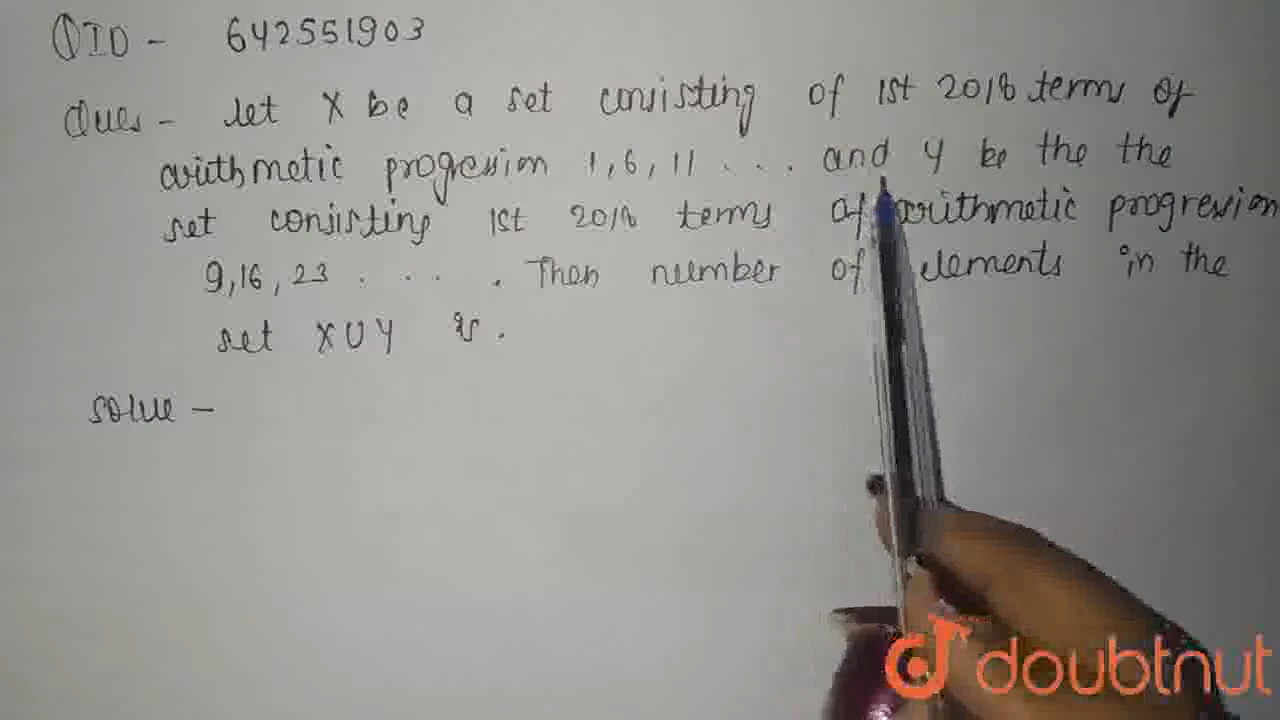 QID - 642551903
Ques - Let X be a set consisting of 1st 2018 terms of
arithmetic progression 1, 6, 11 . . . and Y be the the
set consisting 1st 2018 terms of arithmetic progression
9, 16, 23 . . . . Then number of elements in the
set X U Y is .
solve -
doubtnut